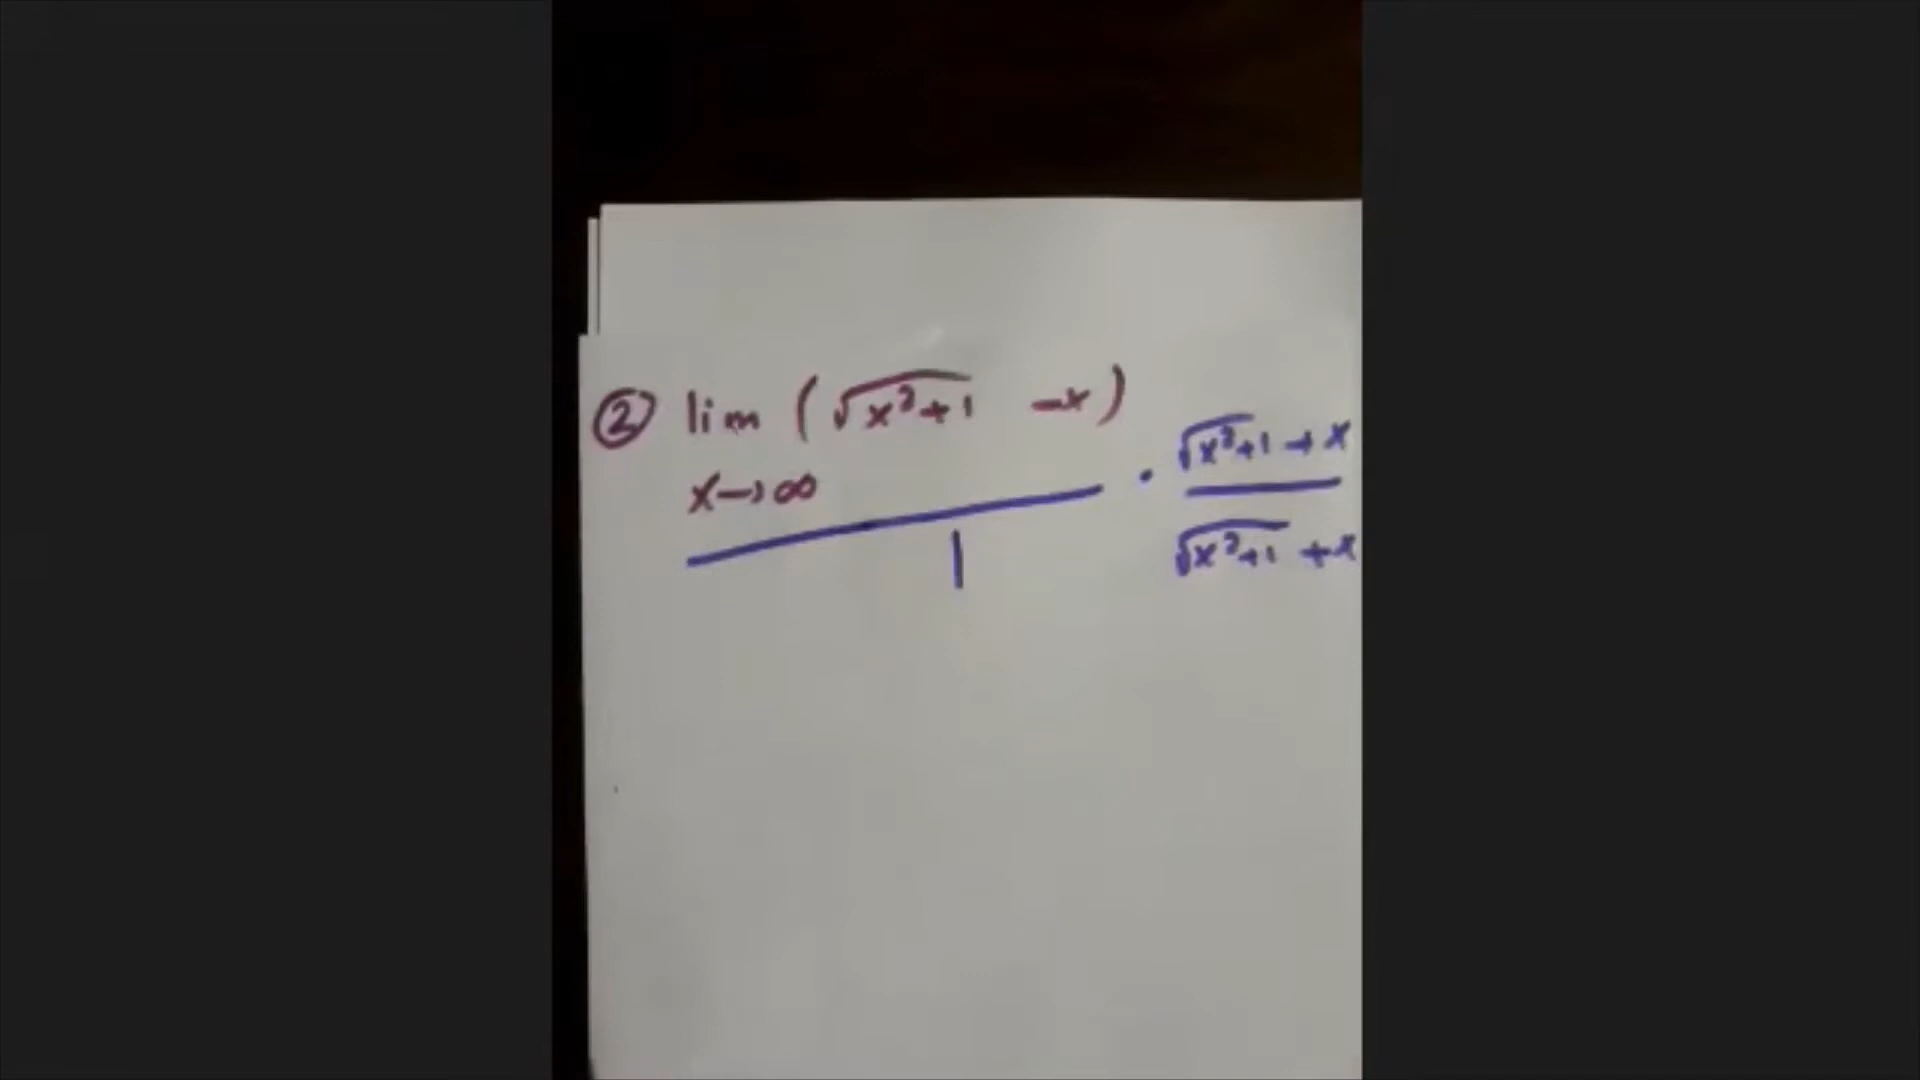 ② lim (√x²+1 -x)
x→∞
1
· √x²+1 + x
√x²+1 + x